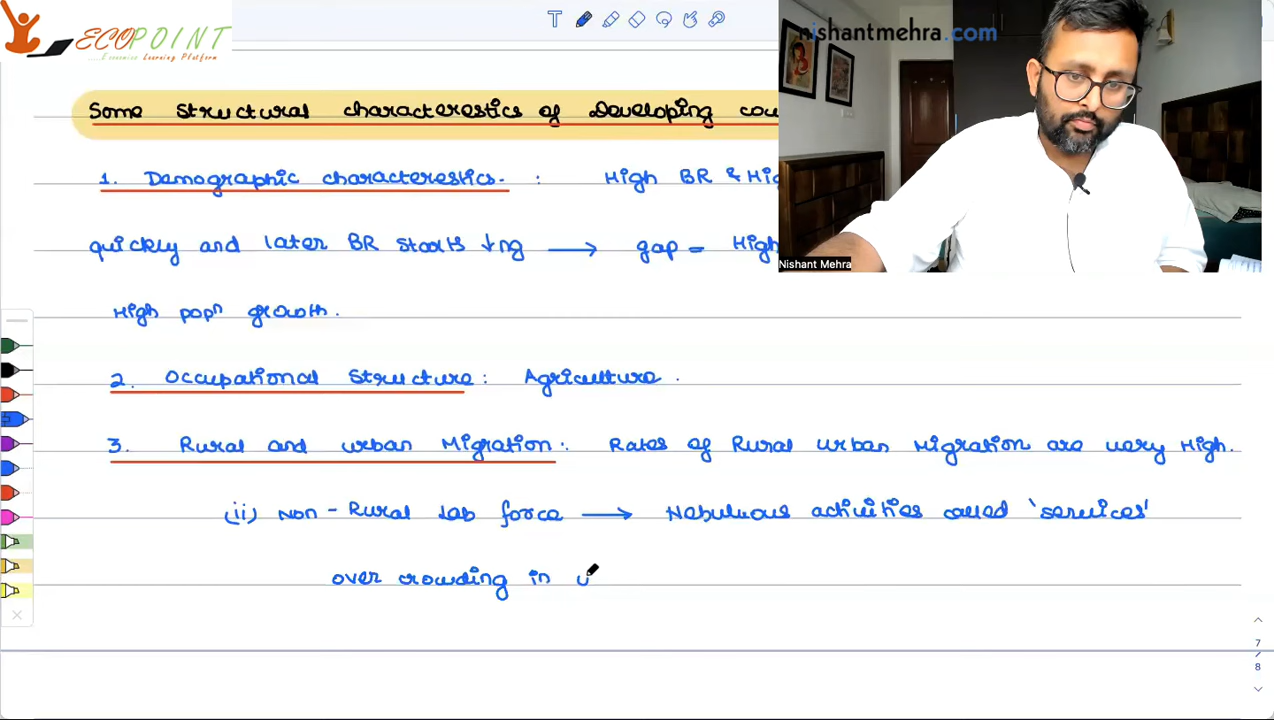 ECOPOINT
Economics Learning Platform
nishantmehra.com
Some Structural characterestics of Developing cou
1. Demographic characterestics- : High BR & Hig
quickly and later BR starts ↓ng → gap = High
Nishant Mehra
High popⁿ growth.
2. Occupational Structure : Agriculture .
3. Rural and urban Migration : Rates of Rural urban Migration are very High.
(ii) Non - Rural Lab force → Nebuluous activities called 'services'
over crowding in u
7
/
8